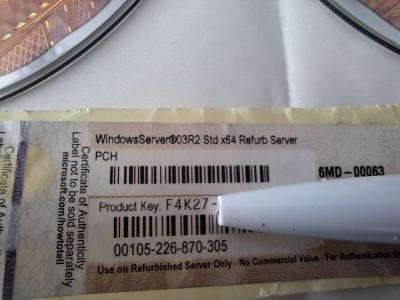 WindowsServer®03R2 Std x64 Refurb Server
PCH
6MD-00063
Product Key: F4K27-
00105-226-870-305
Use on Refurbished Server Only - No Commercial Value - For Authentication
Certificate of Authenticity
Label not to be sold separately
microsoft.com/howtotell
Certificate of